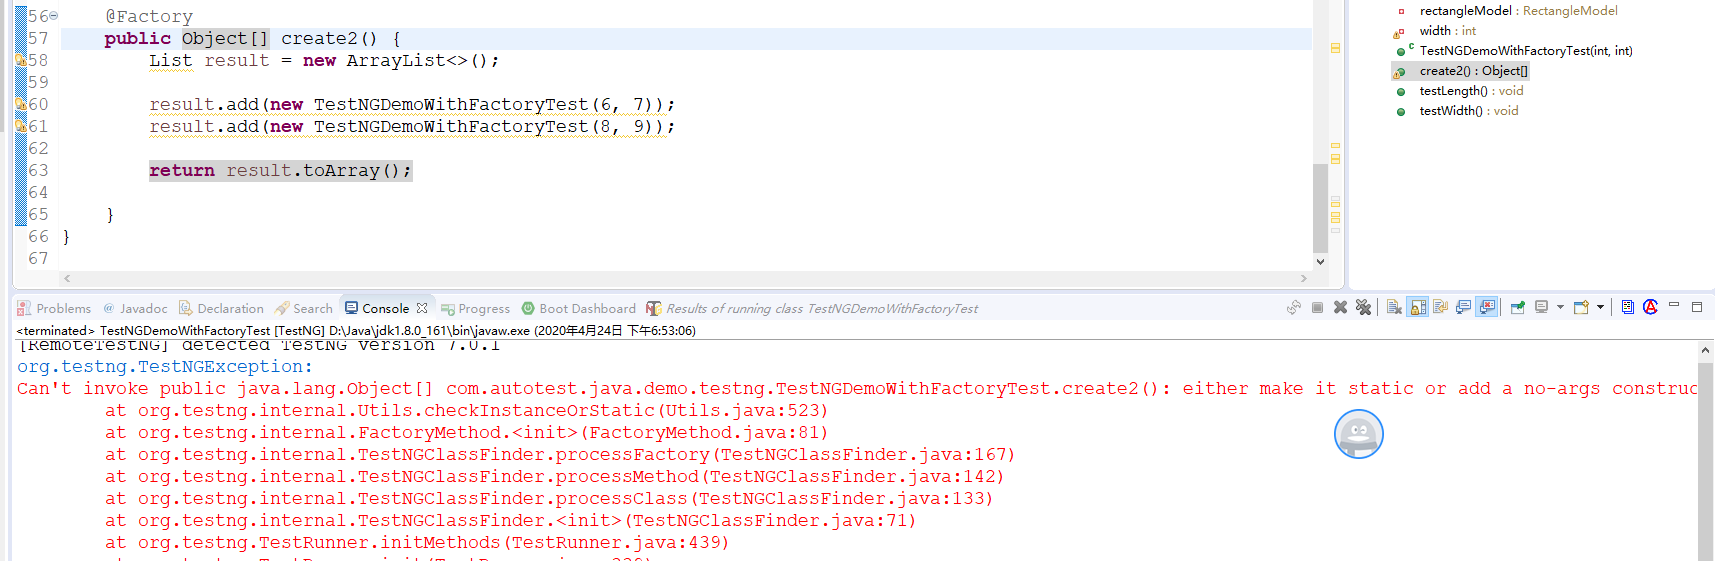 56 @Factory
57 public Object[] create2() {
58 List result = new ArrayList<>();
59
60 result.add(new TestNGDemoWithFactoryTest(6, 7));
61 result.add(new TestNGDemoWithFactoryTest(8, 9));
62
63 return result.toArray();
64
65 }
66 }
67
rectangleModel : RectangleModel
width : int
TestNGDemoWithFactoryTest(int, int)
create2() : Object[]
testLength() : void
testWidth() : void
Problems @ Javadoc Declaration Search Console Progress Boot Dashboard Results of running class TestNGDemoWithFactoryTest
<terminated> TestNGDemoWithFactoryTest [TestNG] D:\Java\jdk1.8.0_161\bin\javaw.exe (2020年4月24日 下午6:53:06)
[RemoteTestNG] detected TestNG version 7.0.1
org.testng.TestNGException:
Can't invoke public java.lang.Object[] com.autotest.java.demo.testng.TestNGDemoWithFactoryTest.create2(): either make it static or add a no-args construc
at org.testng.internal.Utils.checkInstanceOrStatic(Utils.java:523)
at org.testng.internal.FactoryMethod.<init>(FactoryMethod.java:81)
at org.testng.internal.TestNGClassFinder.processFactory(TestNGClassFinder.java:167)
at org.testng.internal.TestNGClassFinder.processMethod(TestNGClassFinder.java:142)
at org.testng.internal.TestNGClassFinder.processClass(TestNGClassFinder.java:133)
at org.testng.internal.TestNGClassFinder.<init>(TestNGClassFinder.java:71)
at org.testng.TestRunner.initMethods(TestRunner.java:439)